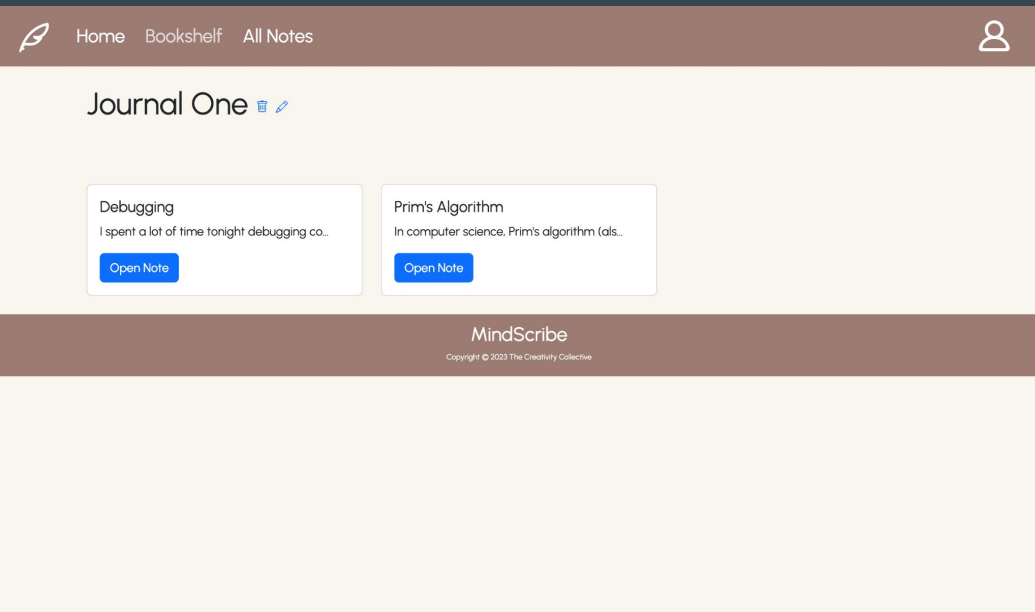 Home Bookshelf All Notes
Journal One
Debugging
I spent a lot of time tonight debugging co...
Open Note
Prim's Algorithm
In computer science, Prim's algorithm (als...
Open Note
MindScribe
Copyright © 2023 The Creativity Collective